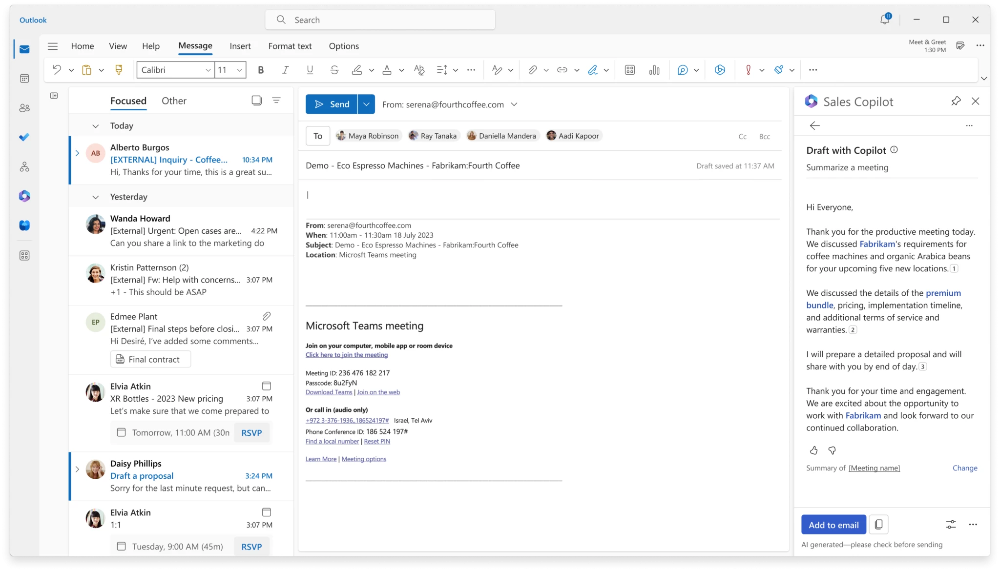 Outlook
Search
11
Home View Help Message Insert Format text Options
Meet & Greet
1:30 PM
Calibri 11
Focused Other
Today
AB
Alberto Burgos
[EXTERNAL] Inquiry - Coffee... 10:34 PM
Hi, Thanks for your time, this is a great su...
Yesterday
Wanda Howard
[External] Urgent: Open cases are... 4:22 PM
Can you share a link to the marketing do
Kristin Patternson (2)
[External] Fw: Help with concerns... 3:07 PM
+1 - This should be ASAP
EP
Edmee Plant
[External] Final steps before closi... 3:07 PM
Hi Desiré, I've added some comments...
Final contract
Elvia Atkin
XR Bottles - 2023 New pricing 3:07 PM
Let's make sure that we come prepared to
Tomorrow, 11:00 AM (30n RSVP
Daisy Phillips
Draft a proposal 3:24 PM
Sorry for the last minute request, but can...
Elvia Atkin
1:1 3:07 PM
Tuesday, 9:00 AM (45m) RSVP
Send From: serena@fourthcoffee.com
To Maya Robinson Ray Tanaka Daniella Mandera Aadi Kapoor Cc Bcc
Demo - Eco Espresso Machines - Fabrikam:Fourth Coffee Draft saved at 11:37 AM
From: serena@fourthcoffee.com
When: 11:00am - 11:30am 18 July 2023
Subject: Demo - Eco Espresso Machines - Fabrikam:Fourth Coffee
Location: Microsft Teams meeting
Microsoft Teams meeting
Join on your computer, mobile app or room device
Click here to join the meeting
Meeting ID: 236 476 182 217
Passcode: 8u2FyN
Download Teams | Join on the web
Or call in (audio only)
+972 3-376-1936,,186524197# Israel, Tel Aviv
Phone Conference ID: 186 524 197#
Find a local number | Reset PIN
Learn More | Meeting options
Sales Copilot
Draft with Copilot
Summarize a meeting
Hi Everyone,
Thank you for the productive meeting today.
We discussed Fabrikam's requirements for
coffee machines and organic Arabica beans
for your upcoming five new locations. 1
We discussed the details of the premium
bundle, pricing, implementation timeline,
and additional terms of service and
warranties. 2
I will prepare a detailed proposal and will
share with you by end of day. 3
Thank you for your time and engagement.
We are excited about the opportunity to
work with Fabrikam and look forward to our
continued collaboration.
Summary of [Meeting name] Change
Add to email
AI generated—please check before sending